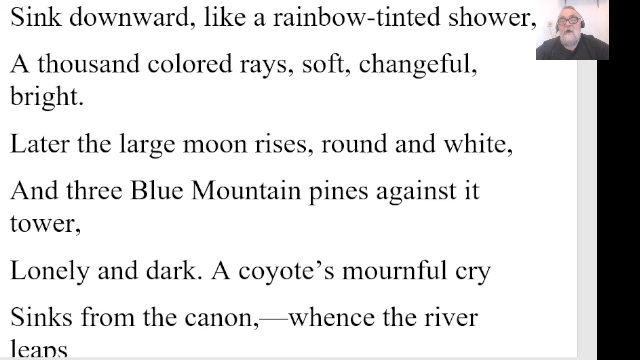 Sink downward, like a rainbow-tinted shower,
A thousand colored rays, soft, changeful,
bright.
Later the large moon rises, round and white,
And three Blue Mountain pines against it
tower,
Lonely and dark. A coyote’s mournful cry
Sinks from the canon,—whence the river
leaps